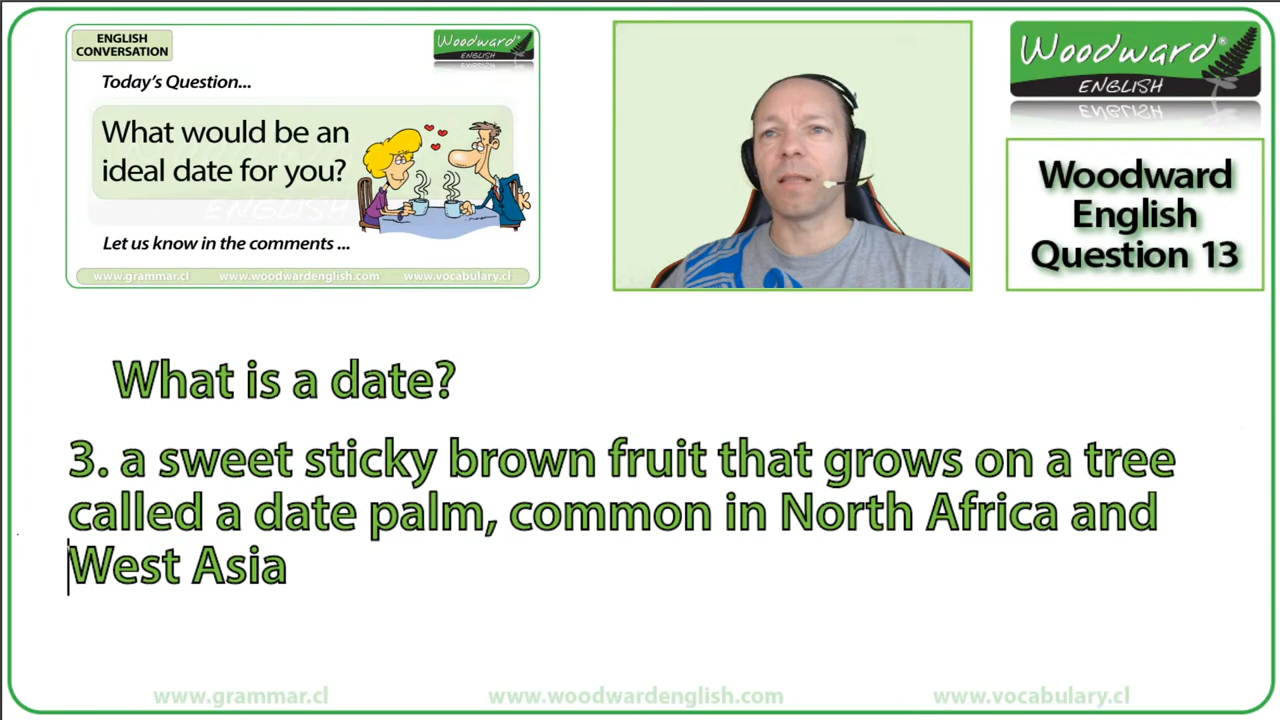 ENGLISH
CONVERSATION
Woodward
ENGLISH
Today's Question...
What would be an
ideal date for you?
ENGLISH
Let us know in the comments ...
www.grammar.cl www.woodwardenglish.com www.vocabulary.cl
Woodward®
ENGLISH
Woodward
English
Question 13
What is a date?
3. a sweet sticky brown fruit that grows on a tree
called a date palm, common in North Africa and
West Asia
www.grammar.cl www.woodwardenglish.com www.vocabulary.cl